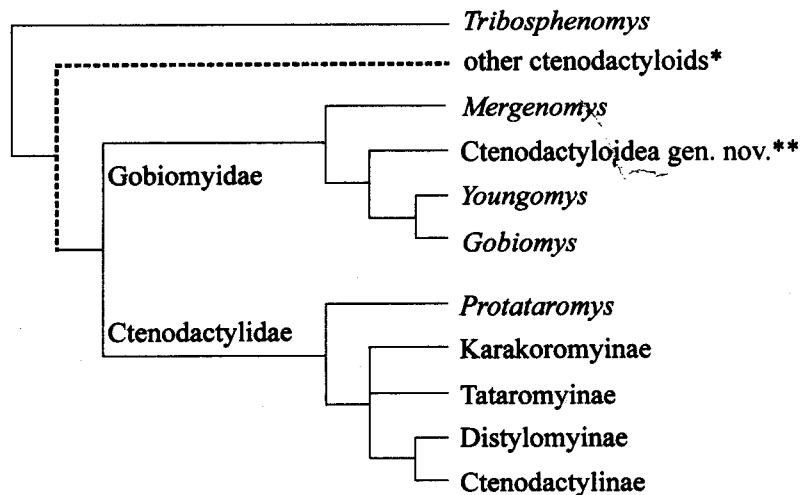 Tribosphenomys
other ctenodactyloids*
Mergenomys
Ctenodactyloidea gen. nov.**
Gobiomyidae
Youngomys
Gobiomys
Protataromys
Ctenodactylidae
Karakoromyinae
Tataromyinae
Distylomyinae
Ctenodactylinae